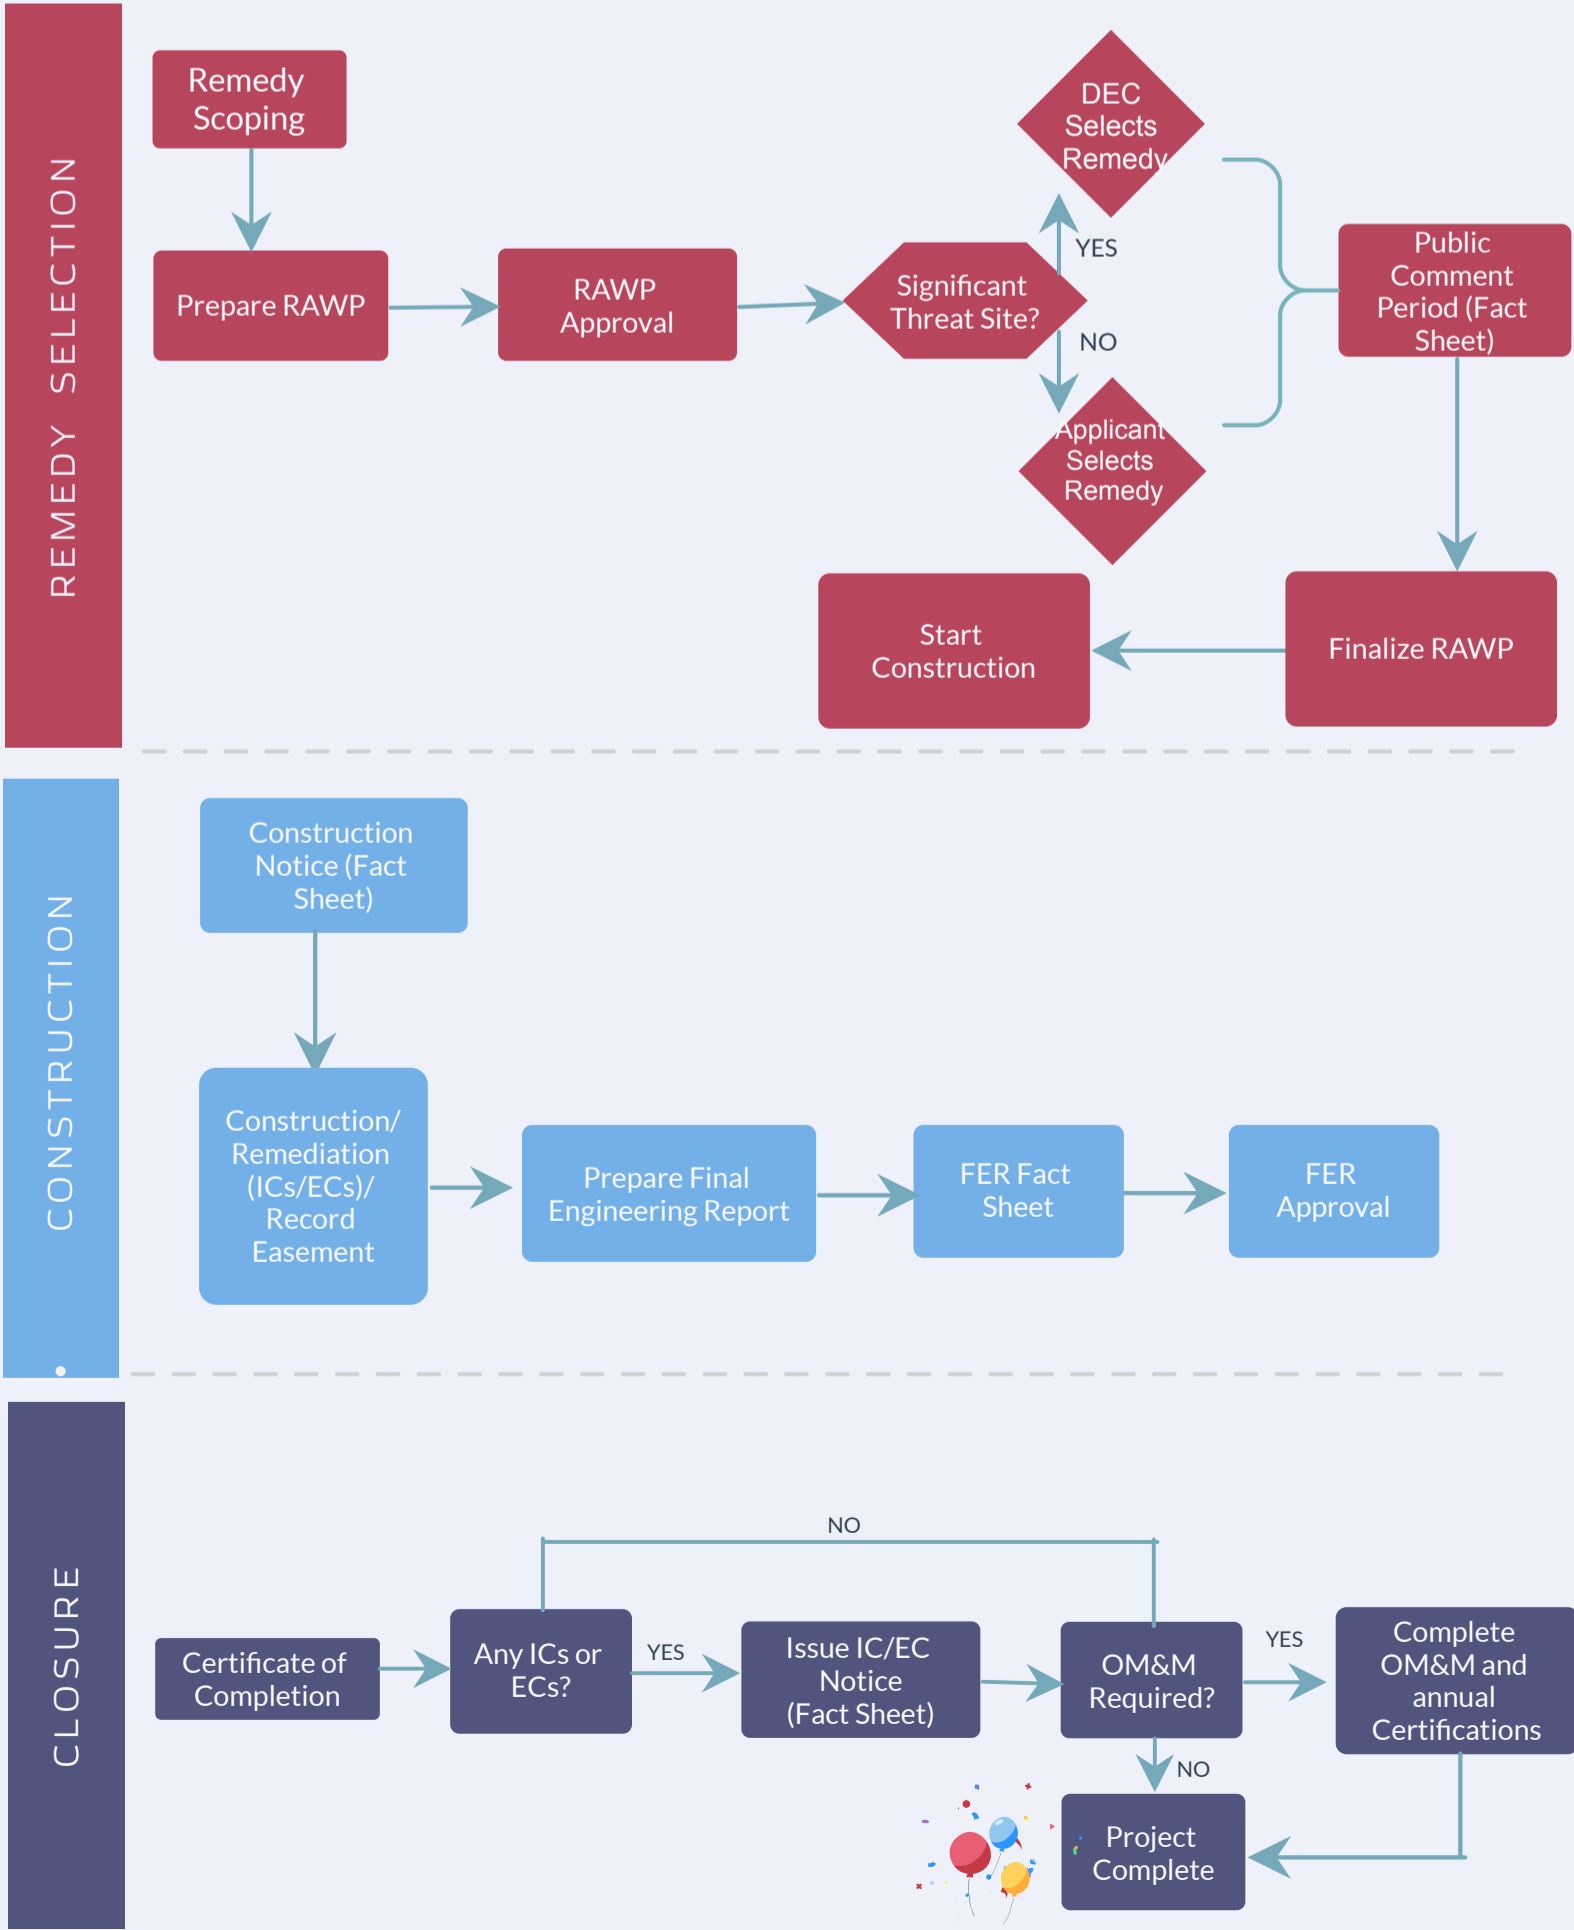 REMEDY SELECTION
Remedy
Scoping
Prepare RAWP
RAWP
Approval
Significant
Threat Site?
YES
NO
DEC
Selects
Remedy
Applicant
Selects
Remedy
Public
Comment
Period (Fact
Sheet)
Finalize RAWP
Start
Construction
CONSTRUCTION
Construction
Notice (Fact
Sheet)
Construction/
Remediation
(ICs/ECs)/
Record
Easement
Prepare Final
Engineering Report
FER Fact
Sheet
FER
Approval
CLOSURE
NO
Certificate of
Completion
Any ICs or
ECs?
YES
Issue IC/EC
Notice
(Fact Sheet)
OM&M
Required?
YES
Complete
OM&M and
annual
Certifications
NO
Project
Complete